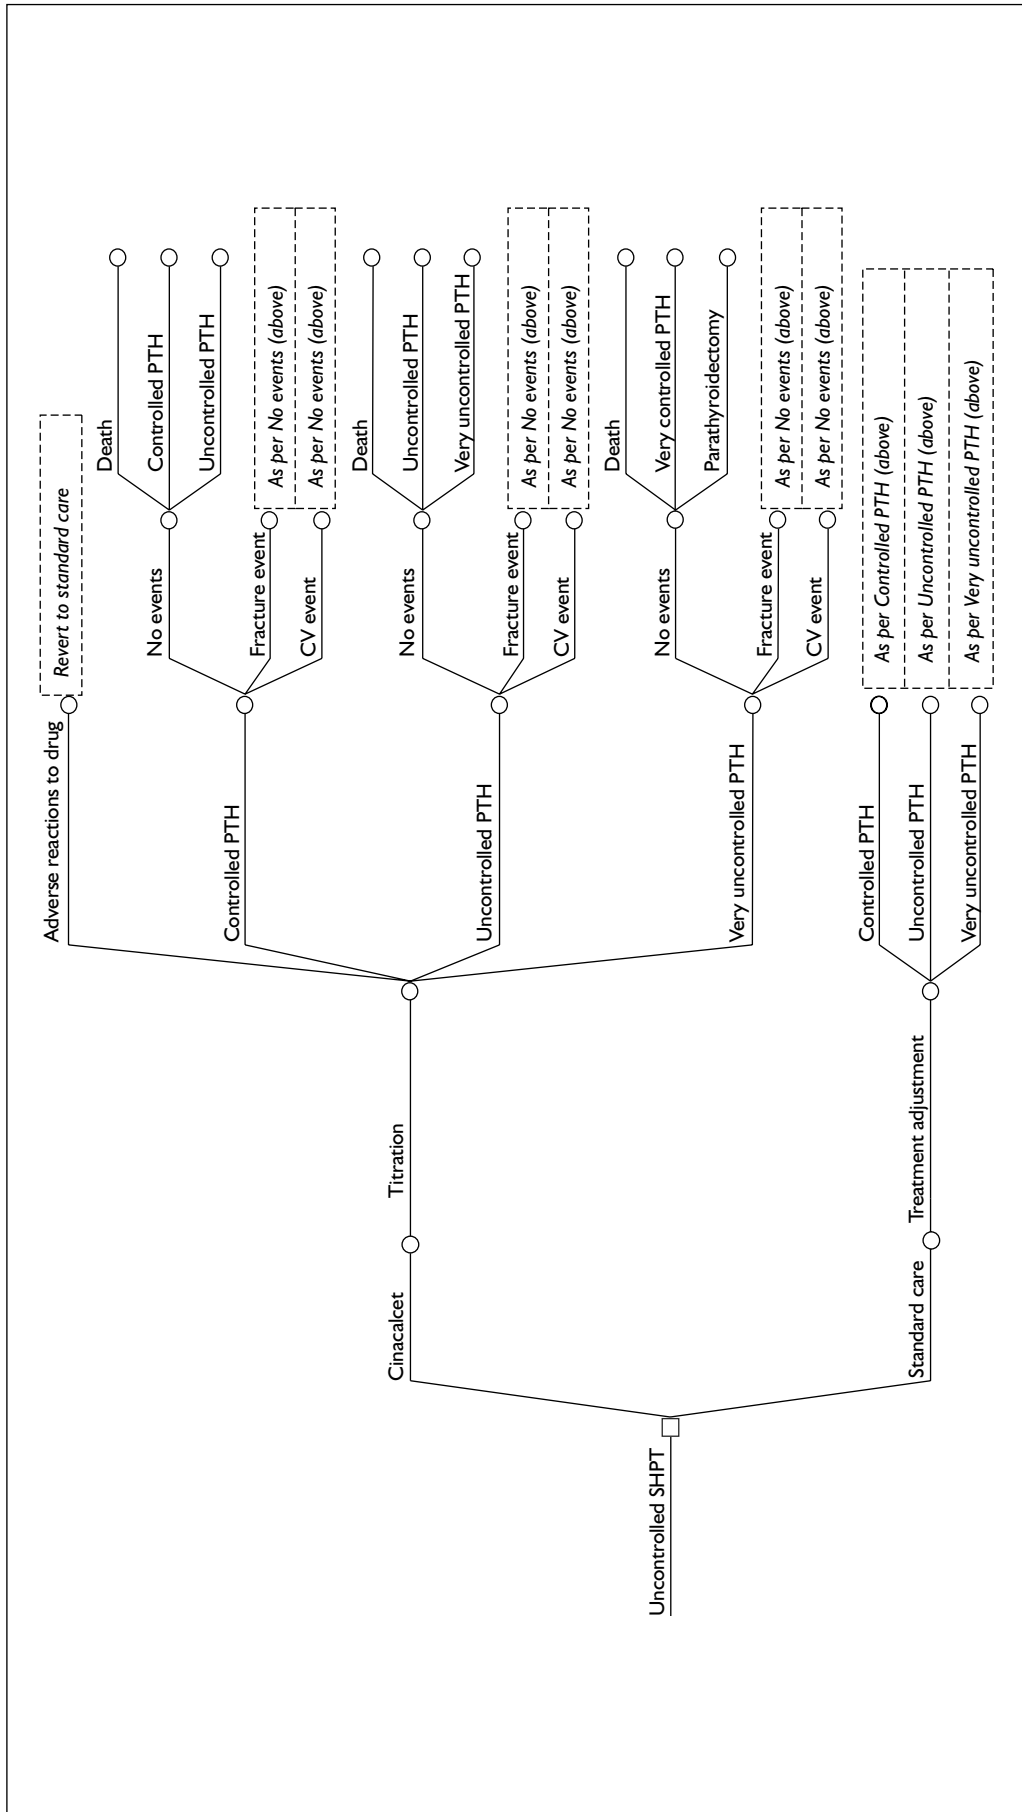 Uncontrolled SHPT
Cinacalcet
Titration
Adverse reactions to drug
Revert to standard care
Controlled PTH
No events
Death
Controlled PTH
Uncontrolled PTH
Fracture event
As per No events (above)
CV event
As per No events (above)
Uncontrolled PTH
No events
Death
Uncontrolled PTH
Very uncontrolled PTH
Fracture event
As per No events (above)
CV event
As per No events (above)
Very uncontrolled PTH
No events
Death
Very controlled PTH
Parathyroidectomy
Fracture event
As per No events (above)
CV event
As per No events (above)
Standard care
Treatment adjustment
Controlled PTH
As per Controlled PTH (above)
Uncontrolled PTH
As per Uncontrolled PTH (above)
Very uncontrolled PTH
As per Very uncontrolled PTH (above)